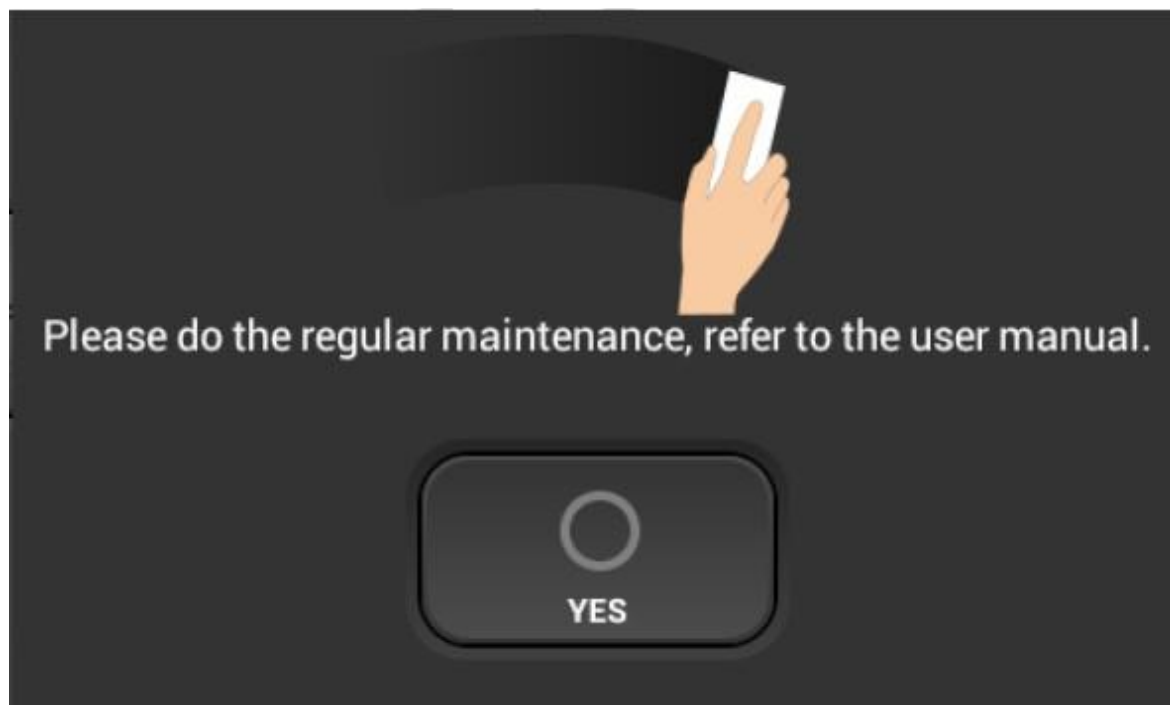 Please do the regular maintenance, refer to the user manual.
YES